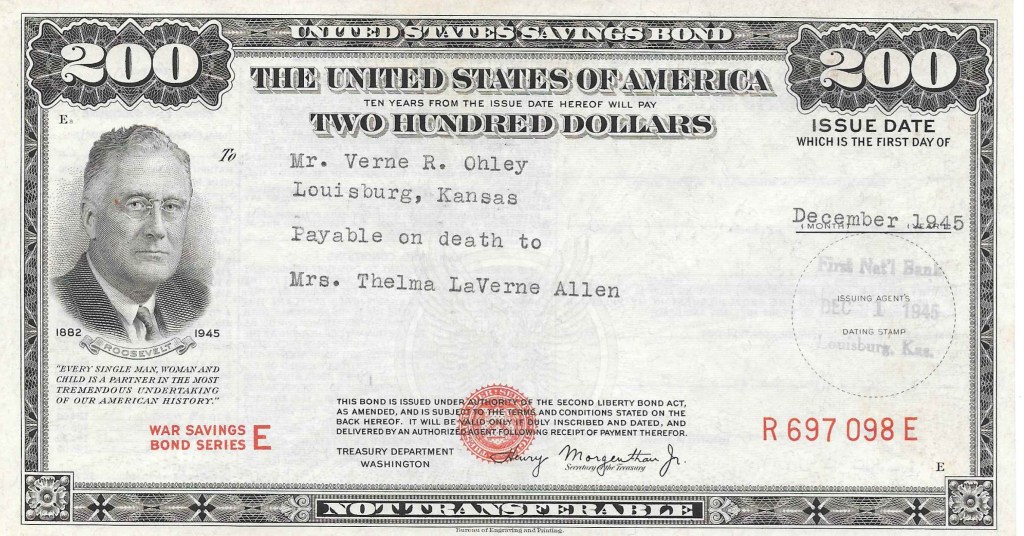 UNITED STATES SAVINGS BOND
200
200
THE UNITED STATES OF AMERICA
TEN YEARS FROM THE ISSUE DATE HEREOF WILL PAY
TWO HUNDRED DOLLARS
E
ISSUE DATE
WHICH IS THE FIRST DAY OF
To
Mr. Verne R. Ohley
Louisburg, Kansas
Payable on death to
Mrs. Thelma LaVerne Allen
December 1945
(MONTH) (YEAR)
First Nat'l Bank
ISSUING AGENT'S
DEC 1 1945
DATING STAMP
Louisburg, Kas.
1882 1945
ROOSEVELT
"EVERY SINGLE MAN, WOMAN AND
CHILD IS A PARTNER IN THE MOST
TREMENDOUS UNDERTAKING
OF OUR AMERICAN HISTORY."
WAR SAVINGS
BOND SERIES E
THIS BOND IS ISSUED UNDER AUTHORITY OF THE SECOND LIBERTY BOND ACT,
AS AMENDED, AND IS SUBJECT TO THE TERMS AND CONDITIONS STATED ON THE
BACK HEREOF. IT WILL BE VALID ONLY IF DULY INSCRIBED AND DATED, AND
DELIVERED BY AN AUTHORIZED AGENT FOLLOWING RECEIPT OF PAYMENT THEREFOR.
TREASURY DEPARTMENT
WASHINGTON
Henry Morgenthau Jr.
Secretary of the Treasury
R 697 098 E
E
NOT TRANSFERABLE
Bureau of Engraving and Printing.